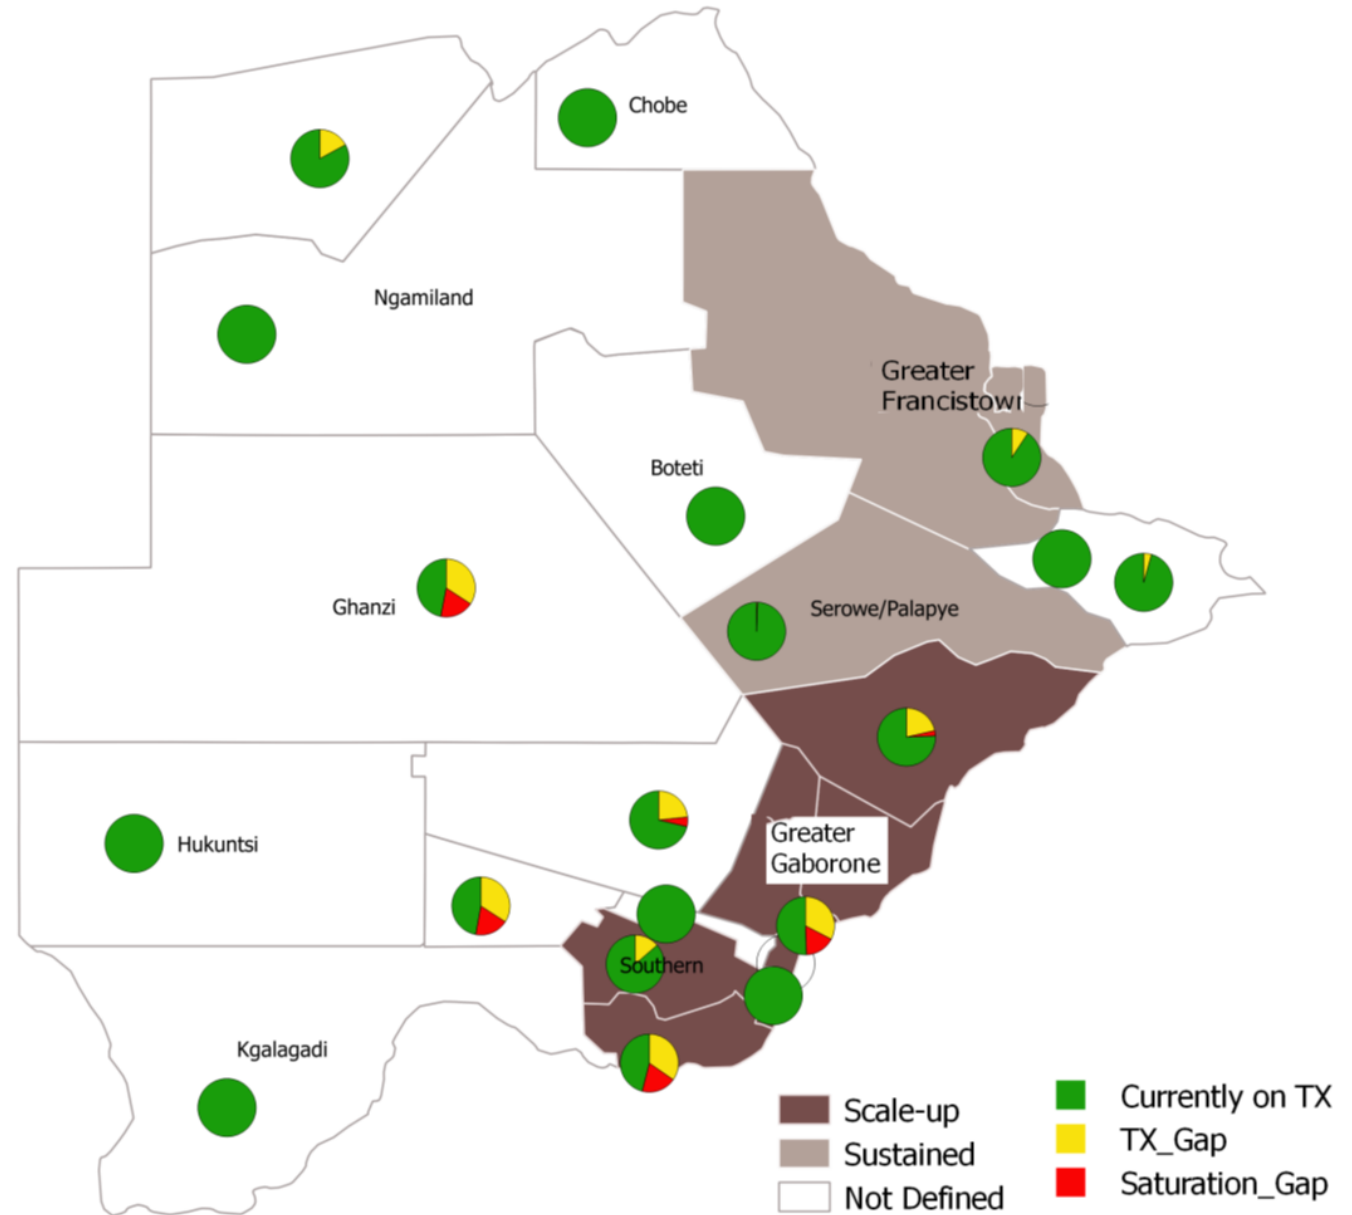 Chobe
Ngamiland
Greater
Francistown
Boteti
Ghanzi
Serowe/Palapye
Greater
Gaborone
Hukuntsi
Southern
Kgalagadi
Scale-up
Sustained
Not Defined
Currently on TX
TX_Gap
Saturation_Gap